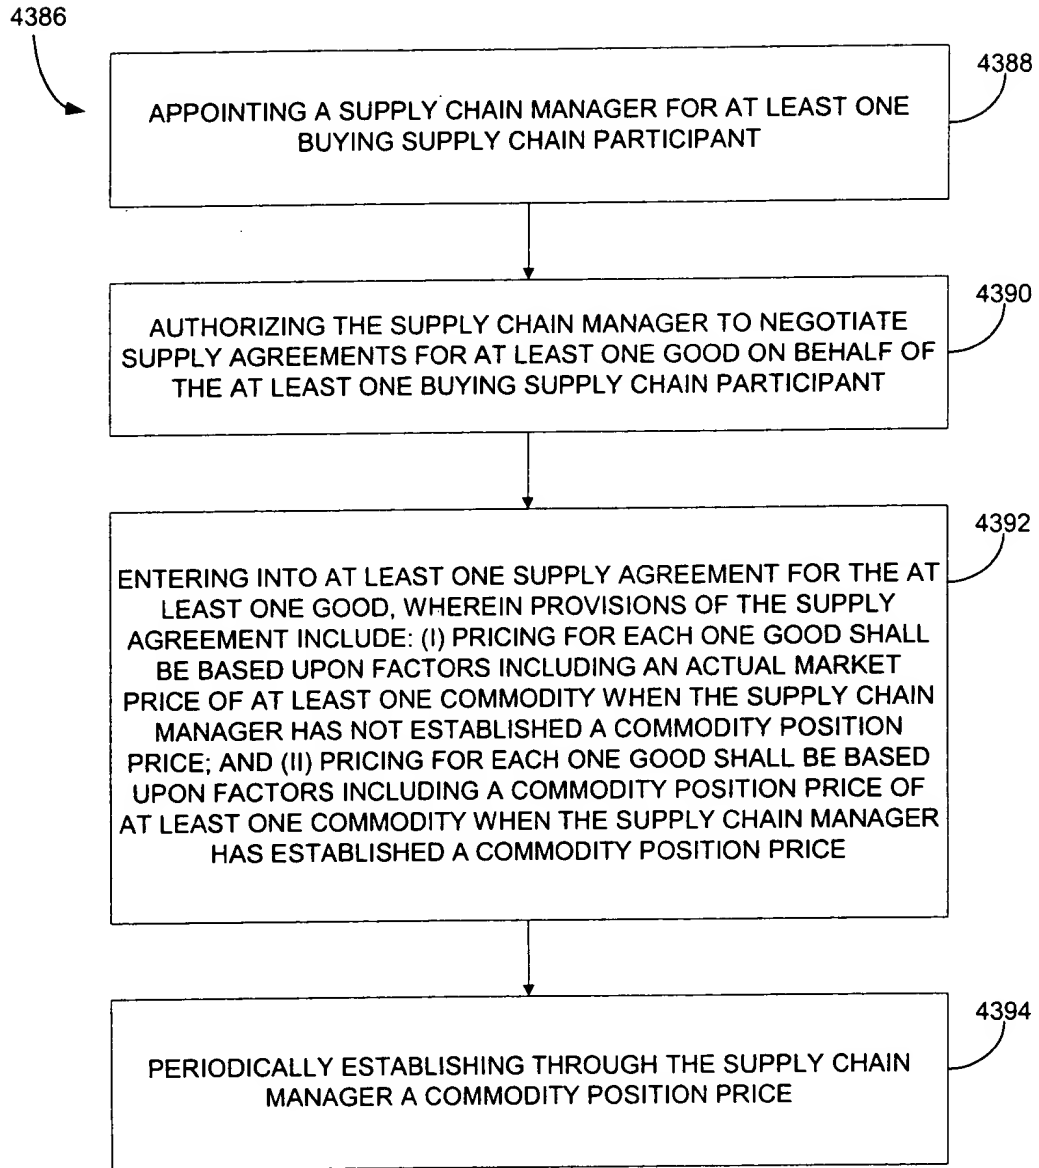 4386
4388
APPOINTING A SUPPLY CHAIN MANAGER FOR AT LEAST ONE
BUYING SUPPLY CHAIN PARTICIPANT
4390
AUTHORIZING THE SUPPLY CHAIN MANAGER TO NEGOTIATE
SUPPLY AGREEMENTS FOR AT LEAST ONE GOOD ON BEHALF OF
THE AT LEAST ONE BUYING SUPPLY CHAIN PARTICIPANT
4392
ENTERING INTO AT LEAST ONE SUPPLY AGREEMENT FOR THE AT
LEAST ONE GOOD, WHEREIN PROVISIONS OF THE SUPPLY
AGREEMENT INCLUDE: (I) PRICING FOR EACH ONE GOOD SHALL
BE BASED UPON FACTORS INCLUDING AN ACTUAL MARKET
PRICE OF AT LEAST ONE COMMODITY WHEN THE SUPPLY CHAIN
MANAGER HAS NOT ESTABLISHED A COMMODITY POSITION
PRICE; AND (II) PRICING FOR EACH ONE GOOD SHALL BE BASED
UPON FACTORS INCLUDING A COMMODITY POSITION PRICE OF
AT LEAST ONE COMMODITY WHEN THE SUPPLY CHAIN MANAGER
HAS ESTABLISHED A COMMODITY POSITION PRICE
4394
PERIODICALLY ESTABLISHING THROUGH THE SUPPLY CHAIN
MANAGER A COMMODITY POSITION PRICE